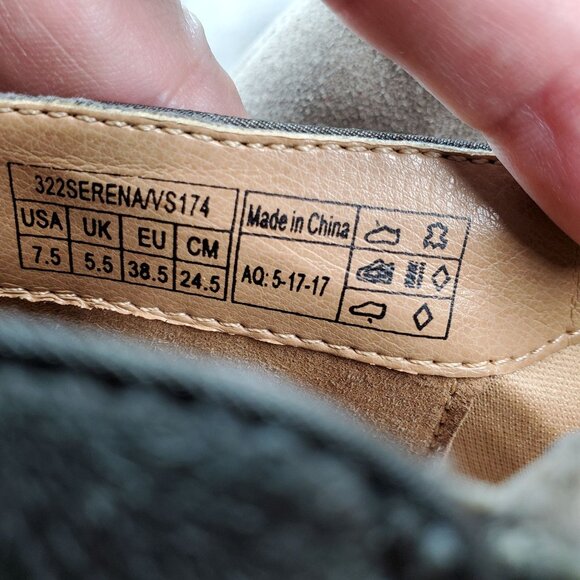 322SERENA/VS174
USA UK EU CM
7.5 5.5 38.5 24.5
Made in China
AQ: 5-17-17